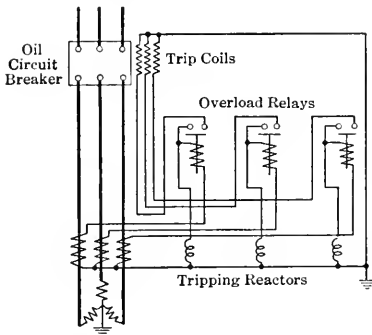 Oil
Circuit
Breaker
Trip Coils
Overload Relays
Tripping Reactors